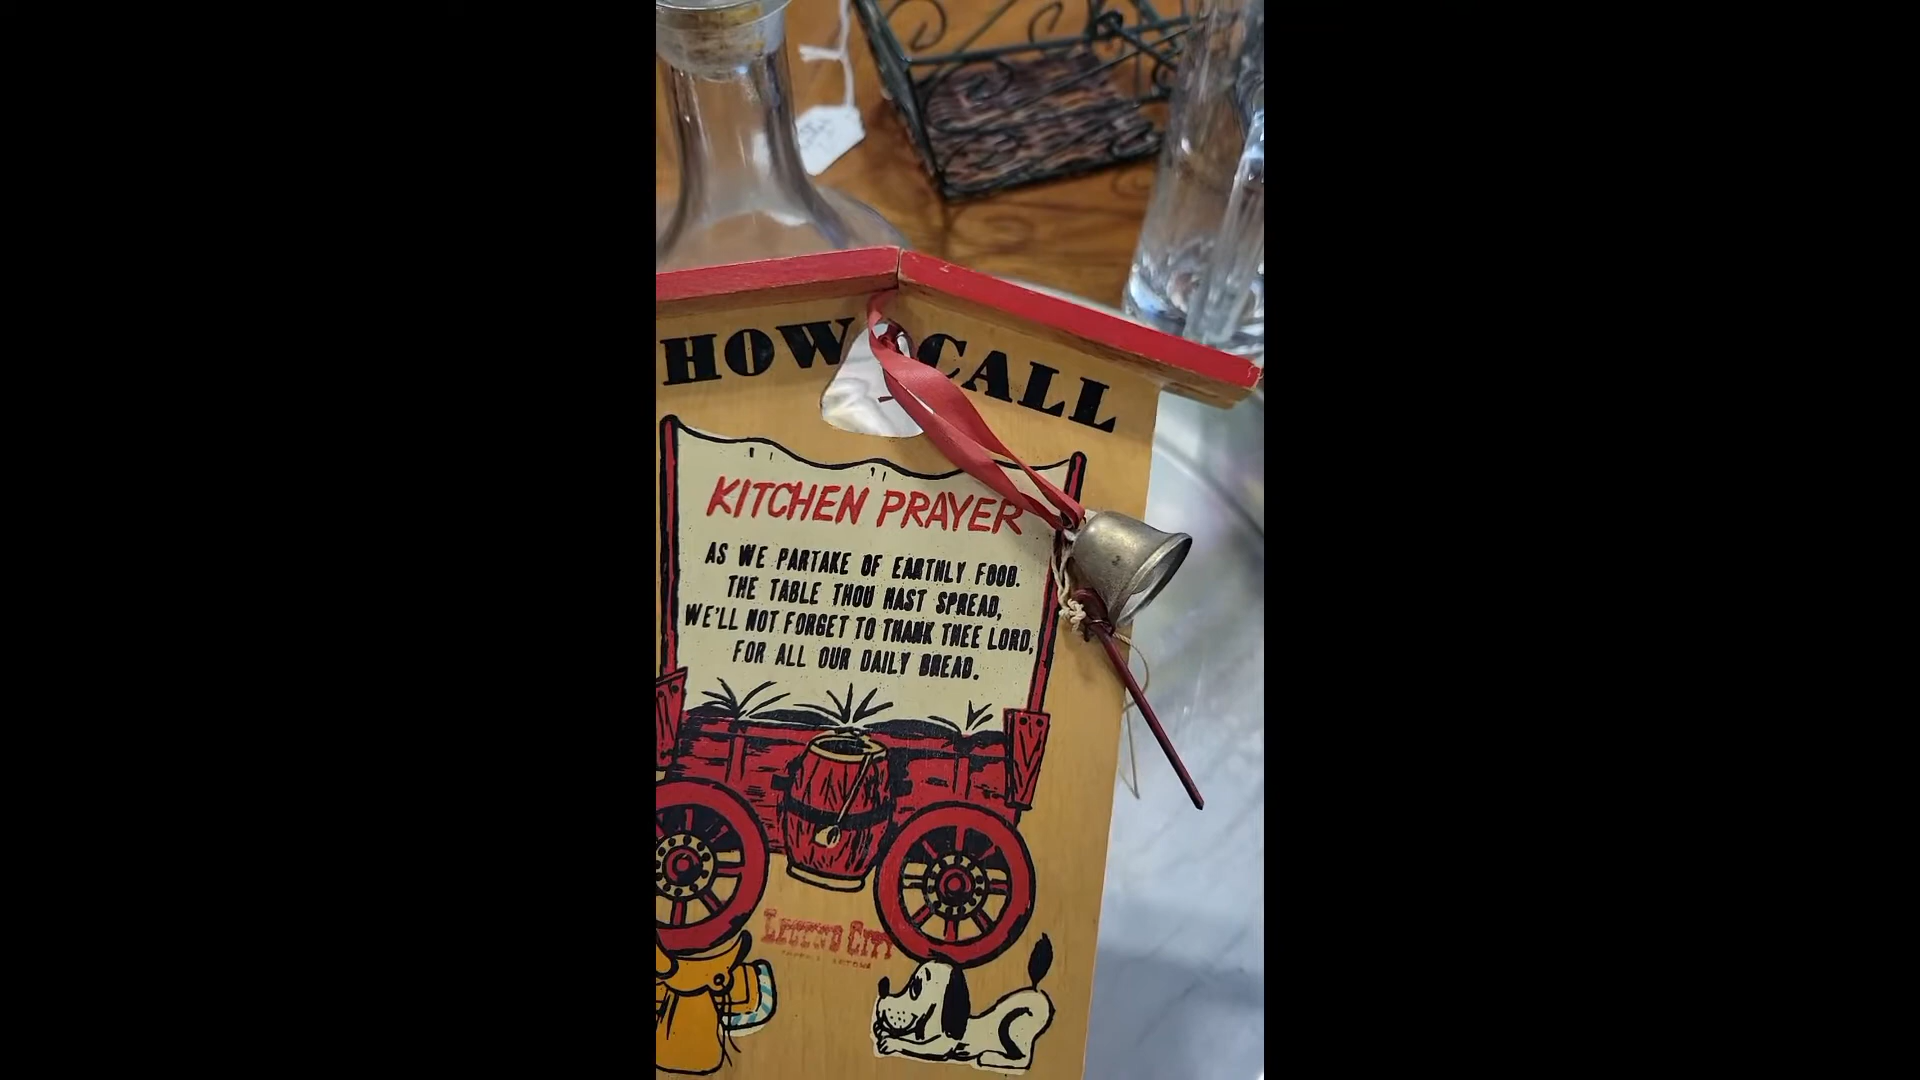 HOW CALL
KITCHEN PRAYER
AS WE PARTAKE OF EARTHLY FOOD.
THE TABLE THOU HAST SPREAD,
WE'LL NOT FORGET TO THANK THEE LORD,
FOR ALL OUR DAILY BREAD.
LEGEND CITY